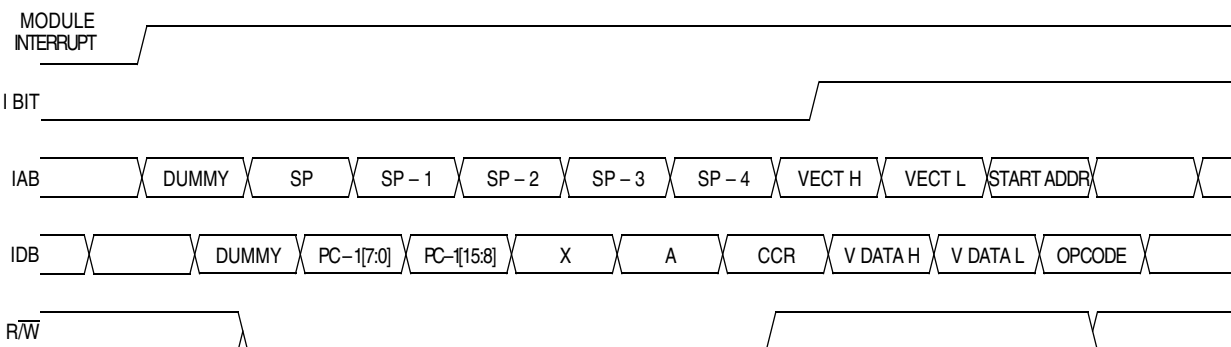 MODULE
INTERRUPT
I BIT
IAB DUMMY SP SP – 1 SP – 2 SP – 3 SP – 4 VECT H VECT L START ADDR
IDB DUMMY PC – 1[7:0] PC–1[15:8] X A CCR V DATA H V DATA L OPCODE
R/W